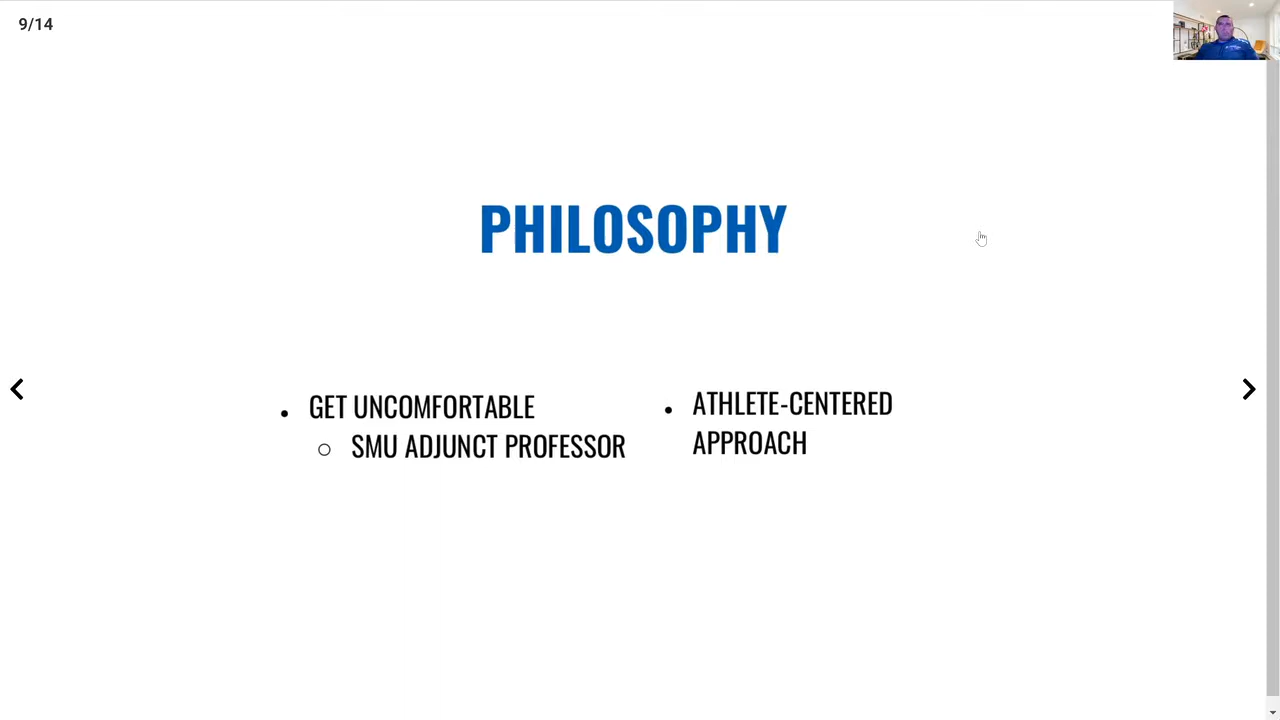 9/14
PHILOSOPHY
• GET UNCOMFORTABLE
○ SMU ADJUNCT PROFESSOR
• ATHLETE-CENTERED
APPROACH